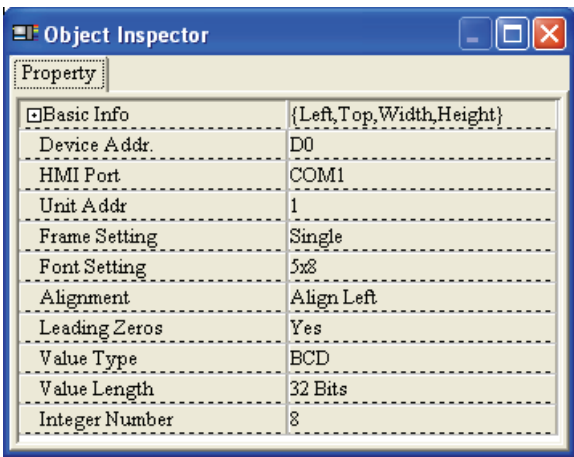 Object Inspector
Property
Basic Info {Left,Top,Width,Height}
Device Addr. D0
HMI Port COM1
Unit Addr 1
Frame Setting Single
Font Setting 5x8
Alignment Align Left
Leading Zeros Yes
Value Type BCD
Value Length 32 Bits
Integer Number 8